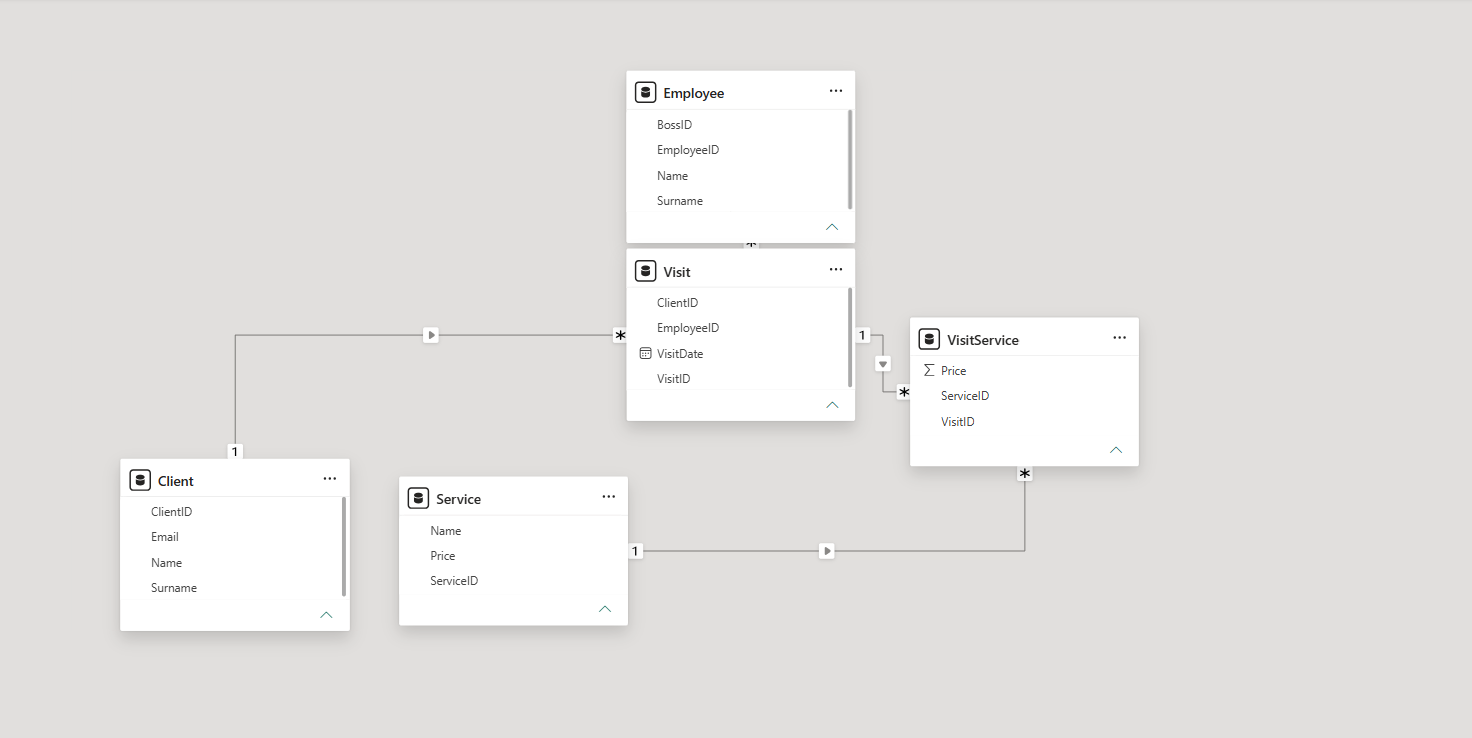 Employee
BossID
EmployeeID
Name
Surname
*
Visit
ClientID
EmployeeID
VisitDate
VisitID
*
1
*
VisitService
Σ Price
ServiceID
VisitID
*
1
Client
ClientID
Email
Name
Surname
Service
Name
Price
ServiceID
1